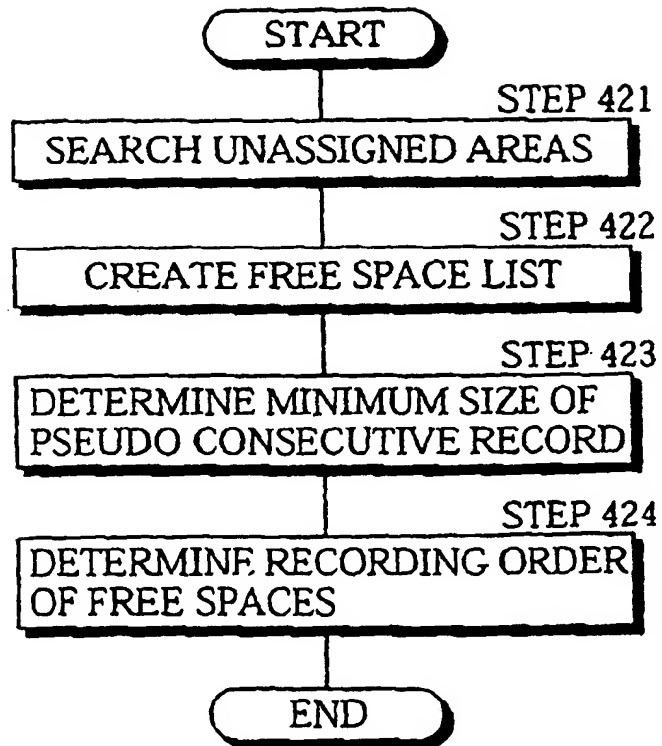 START
STEP 421
SEARCH UNASSIGNED AREAS
STEP 422
CREATE FREE SPACE LIST
STEP 423
DETERMINE MINIMUM SIZE OF
PSEUDO CONSECUTIVE RECORD
STEP 424
DETERMINE RECORDING ORDER
OF FREE SPACES
END